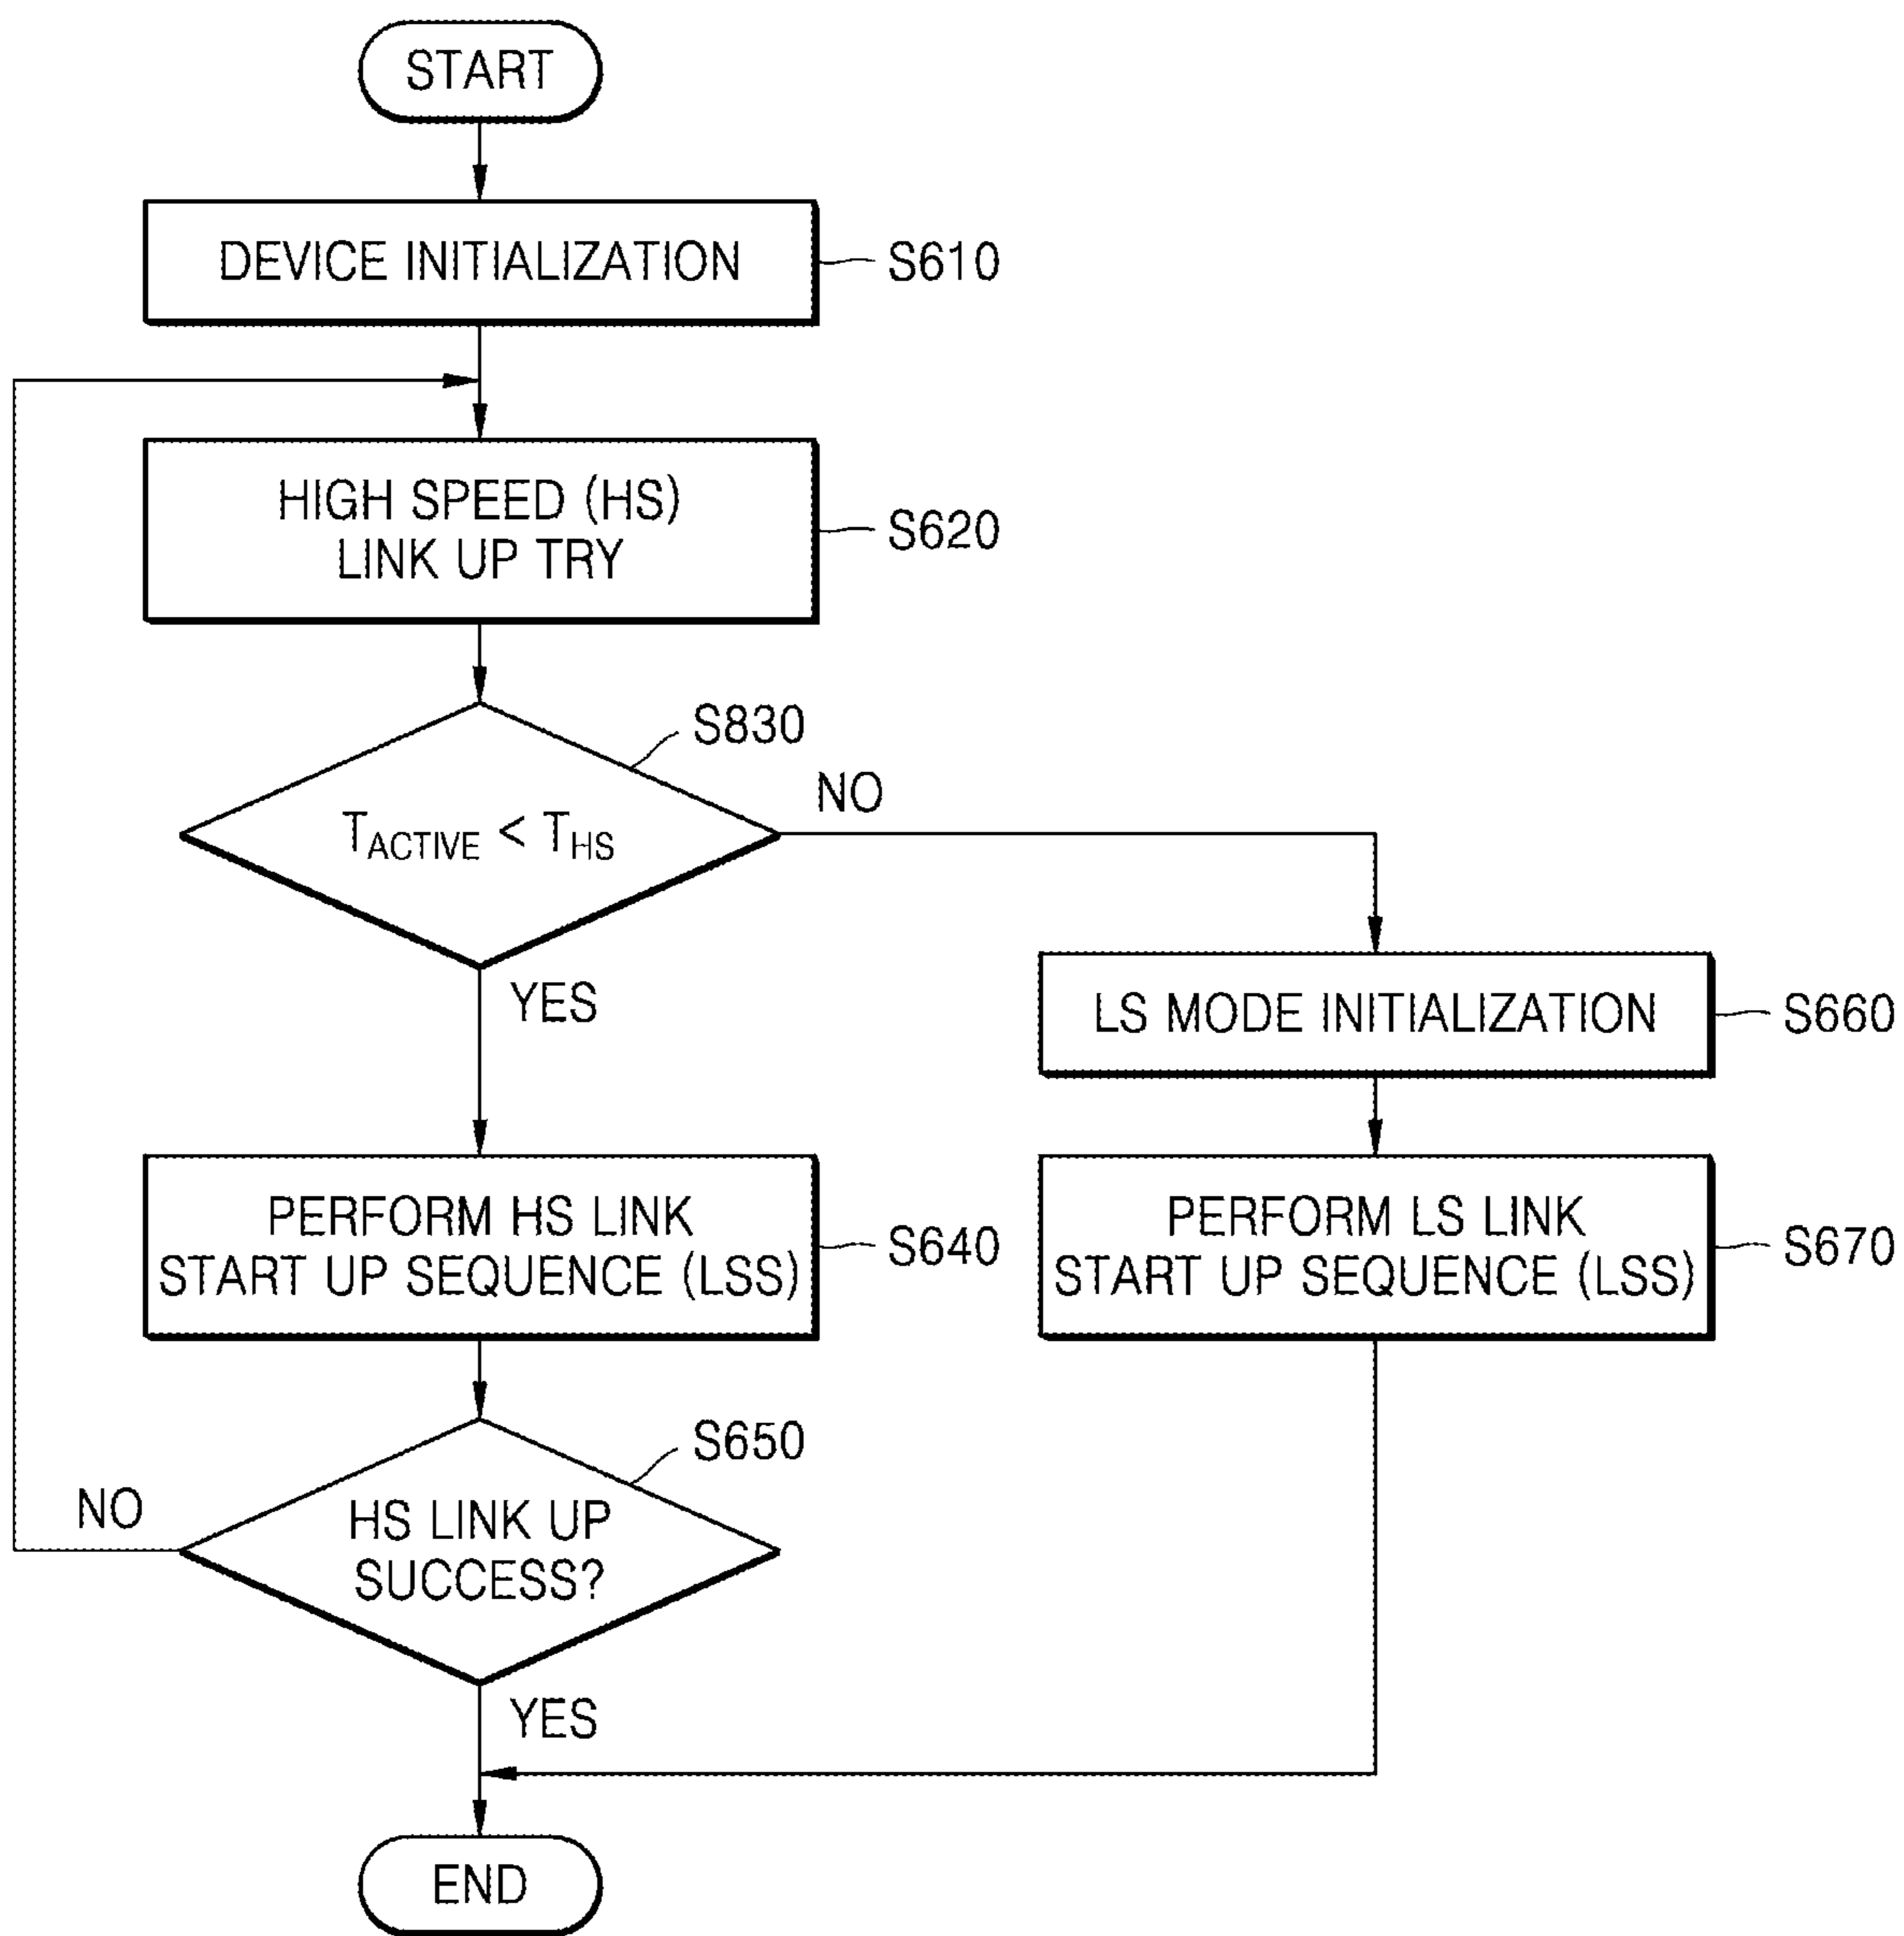 START
DEVICE INITIALIZATION
S610
HIGH SPEED (HS)
LINK UP TRY
S620
S830
T_ACTIVE < T_HS
NO
YES
LS MODE INITIALIZATION
S660
PERFORM HS LINK
START UP SEQUENCE (LSS)
S640
PERFORM LS LINK
START UP SEQUENCE (LSS)
S670
S650
HS LINK UP
SUCCESS?
NO
YES
END